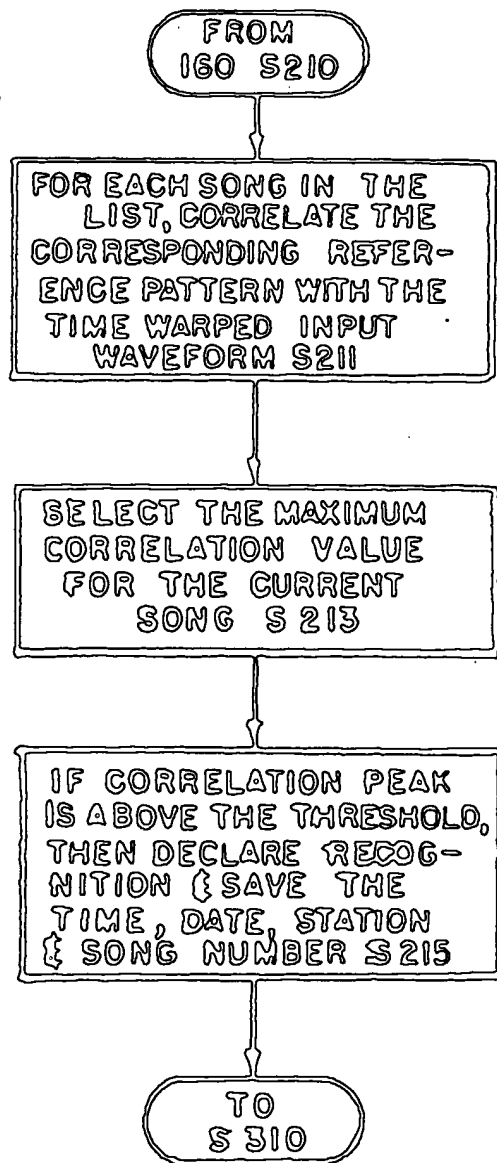 FROM
160 S210
FOR EACH SONG IN THE
LIST, CORRELATE THE
CORRESPONDING REFER-
ENCE PATTERN WITH THE
TIME WARPED INPUT
WAVEFORM S211
SELECT THE MAXIMUM
CORRELATION VALUE
FOR THE CURRENT
SONG S213
IF CORRELATION PEAK
IS ABOVE THE THRESHOLD,
THEN DECLARE RECOG-
NITION & SAVE THE
TIME, DATE, STATION
& SONG NUMBER S215
TO
S310